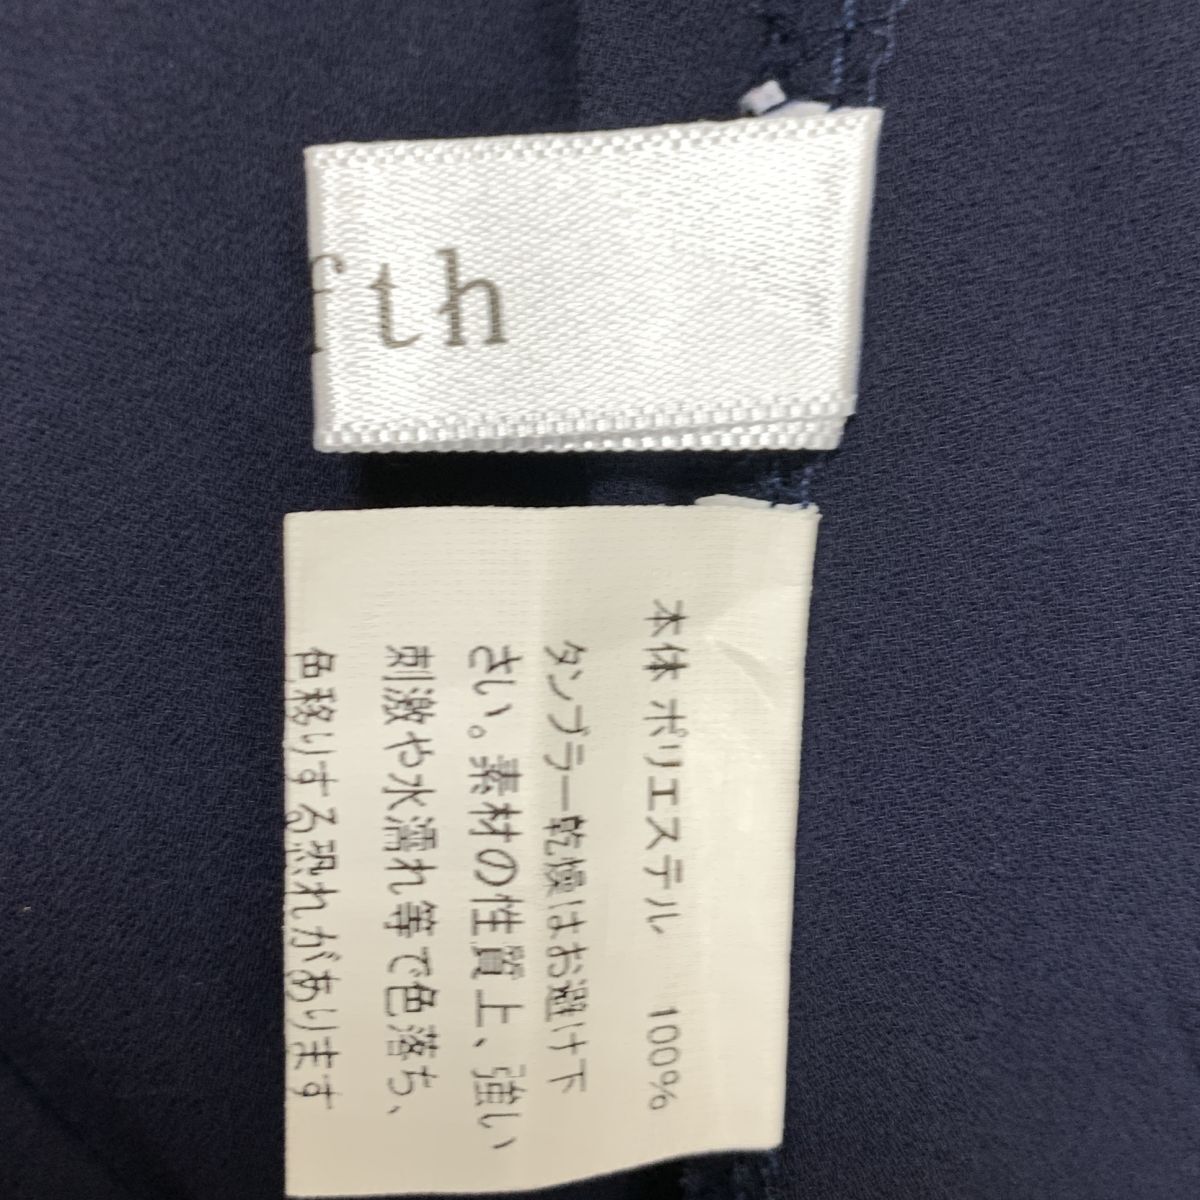 fth
本体 ポリエステル 100%
タンブラー乾燥はお避け下
さい。素材の性質上、強い
刺激や水濡れ等で色落ち、
色移りする恐れがあります